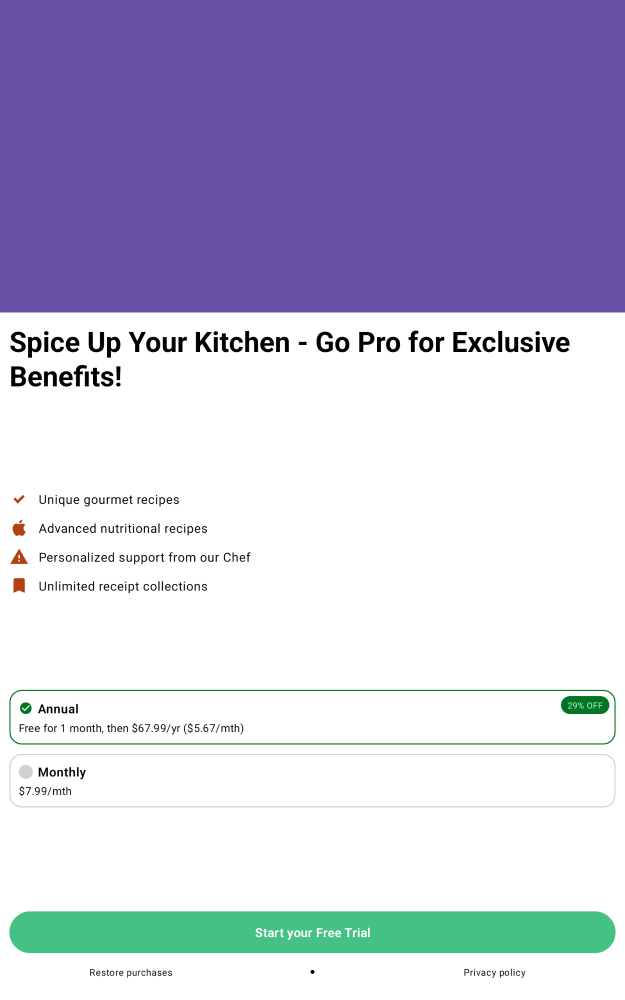 Spice Up Your Kitchen - Go Pro for Exclusive
Benefits!
Unique gourmet recipes
Advanced nutritional recipes
Personalized support from our Chef
Unlimited receipt collections
Annual
29% OFF
Free for 1 month, then $67.99/yr ($5.67/mth)
Monthly
$7.99/mth
Start your Free Trial
Restore purchases • Privacy policy